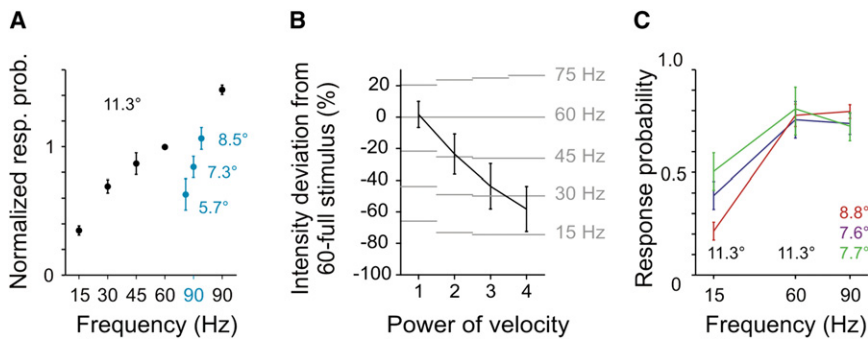 A
Normalized resp. prob.
1
0
11.3°
8.5°
7.3°
5.7°
15 30 45 60 90 90
Frequency (Hz)
B
Intensity deviation from
60-full stimulus (%)
20
0
-20
-40
-60
-80
-100
75 Hz
60 Hz
45 Hz
30 Hz
15 Hz
1 2 3 4
Power of velocity
C
Response probability
1.0
0.5
0
8.8°
7.6°
7.7°
11.3° 11.3°
15 60 90
Frequency (Hz)